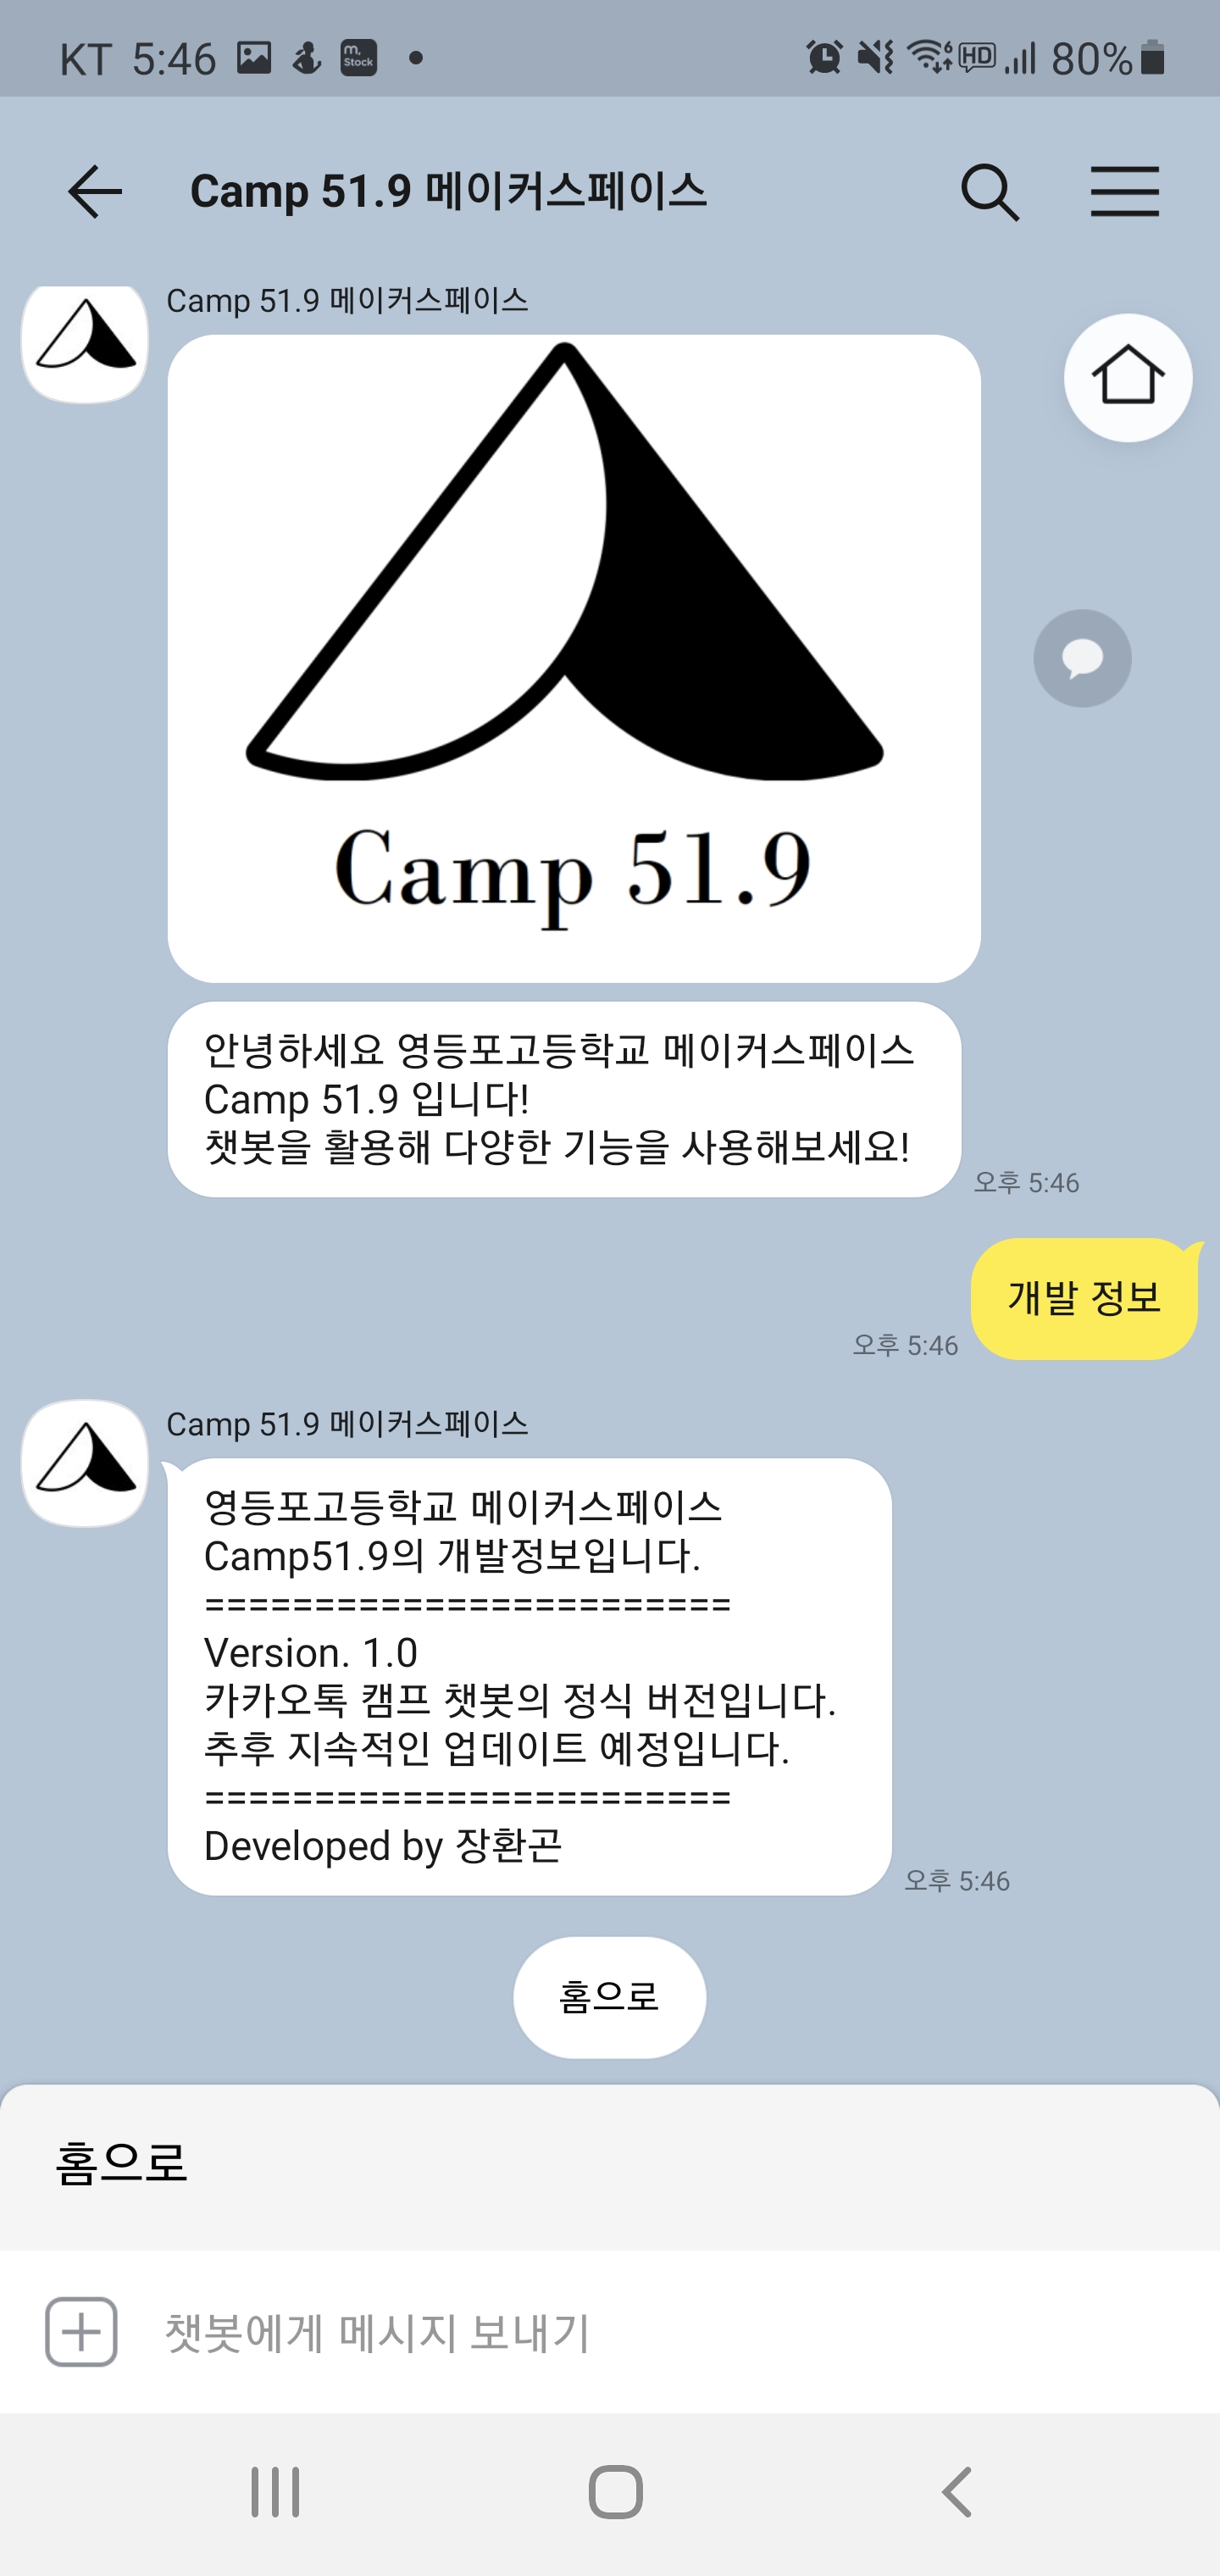 KT 5:46
m.Stock
HD 80%
Camp 51.9 메이커스페이스
Camp 51.9 메이커스페이스
Camp 51.9
안녕하세요 영등포고등학교 메이커스페이스
Camp 51.9 입니다!
챗봇을 활용해 다양한 기능을 사용해보세요!
오후 5:46
개발 정보
오후 5:46
Camp 51.9 메이커스페이스
영등포고등학교 메이커스페이스
Camp51.9의 개발정보입니다.
========================
Version. 1.0
카카오톡 캠프 챗봇의 정식 버전입니다.
추후 지속적인 업데이트 예정입니다.
========================
Developed by 장환곤
오후 5:46
홈으로
홈으로
챗봇에게 메시지 보내기